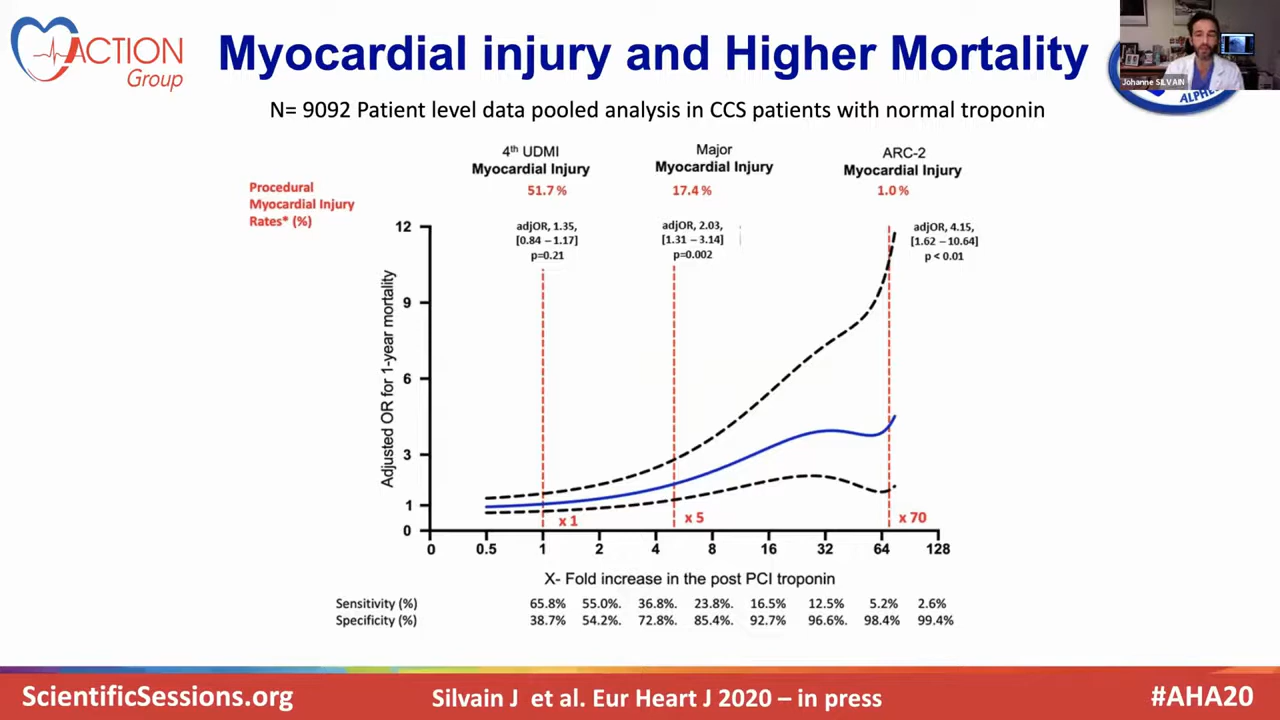 ACTION
Group
Myocardial injury and Higher Mortality
Johanne SILVAIN
N= 9092 Patient level data pooled analysis in CCS patients with normal troponin
4th UDMI
Myocardial Injury
Major
Myocardial Injury
ARC-2
Myocardial Injury
Procedural
Myocardial Injury
Rates* (%)
51.7 %
17.4 %
1.0 %
adjOR, 1.35,
[0.84 – 1.17]
p=0.21
adjOR, 2.03,
[1.31 – 3.14]
p=0.002
adjOR, 4.15,
[1.62 – 10.64]
p < 0.01
Adjusted OR for 1-year mortality
12
9
6
3
1
0
x 1
x 5
x 70
0 0.5 1 2 4 8 16 32 64 128
X- Fold increase in the post PCI troponin
Sensitivity (%) 65.8% 55.0%. 36.8%. 23.8%. 16.5% 12.5% 5.2% 2.6%
Specificity (%) 38.7% 54.2%. 72.8%. 85.4%. 92.7% 96.6%. 98.4% 99.4%
ScientificSessions.org
Silvain J et al. Eur Heart J 2020 – in press
#AHA20